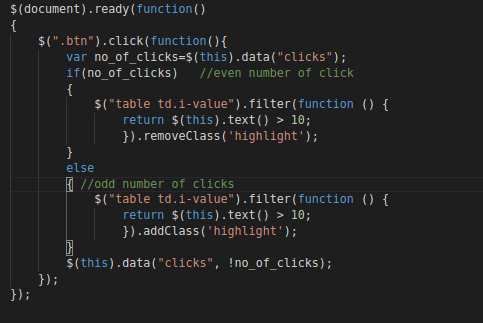 $(document).ready(function()
{
    $(".btn").click(function(){
        var no_of_clicks=$(this).data("clicks");
        if(no_of_clicks)   //even number of click
        {
            $("table td.i-value").filter(function () {
                return $(this).text() > 10;
                }).removeClass('highlight');
        }
        else
        { //odd number of clicks
            $("table td.i-value").filter(function () {
                return $(this).text() > 10;
                }).addClass('highlight');
        }
        $(this).data("clicks", !no_of_clicks);
    });
});